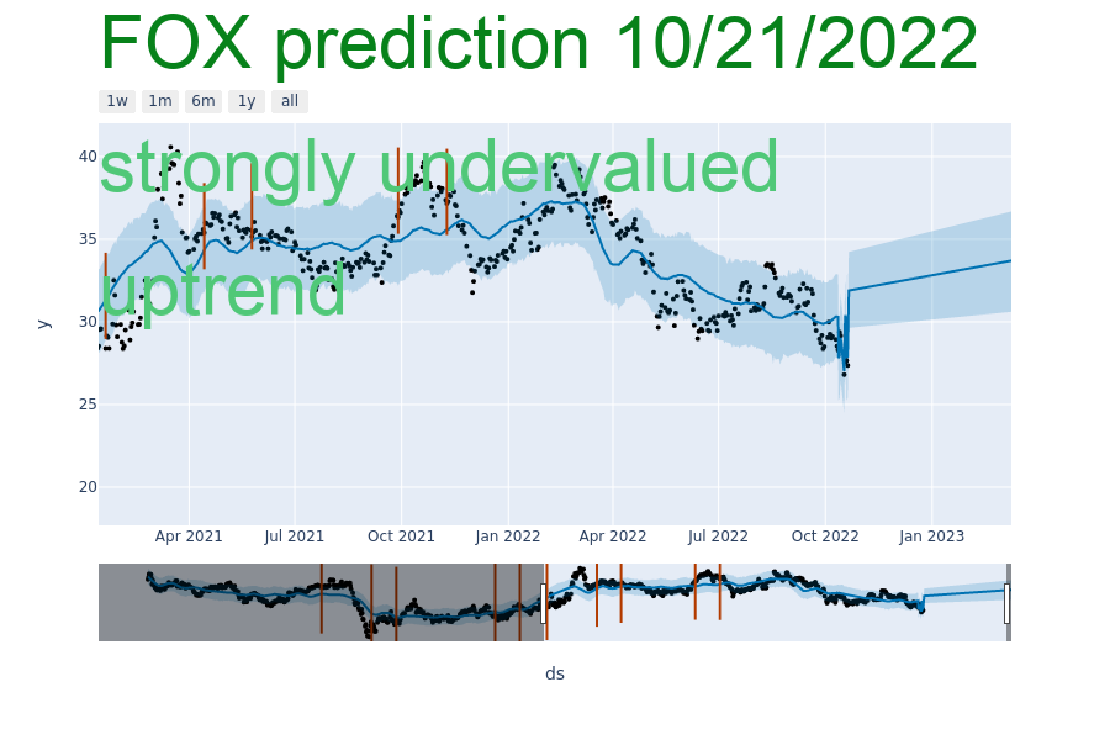 FOX prediction 10/21/2022
1w 1m 6m 1y all
strongly undervalued
uptrend
40
35
30
25
20
y
Apr 2021 Jul 2021 Oct 2021 Jan 2022 Apr 2022 Jul 2022 Oct 2022 Jan 2023
ds